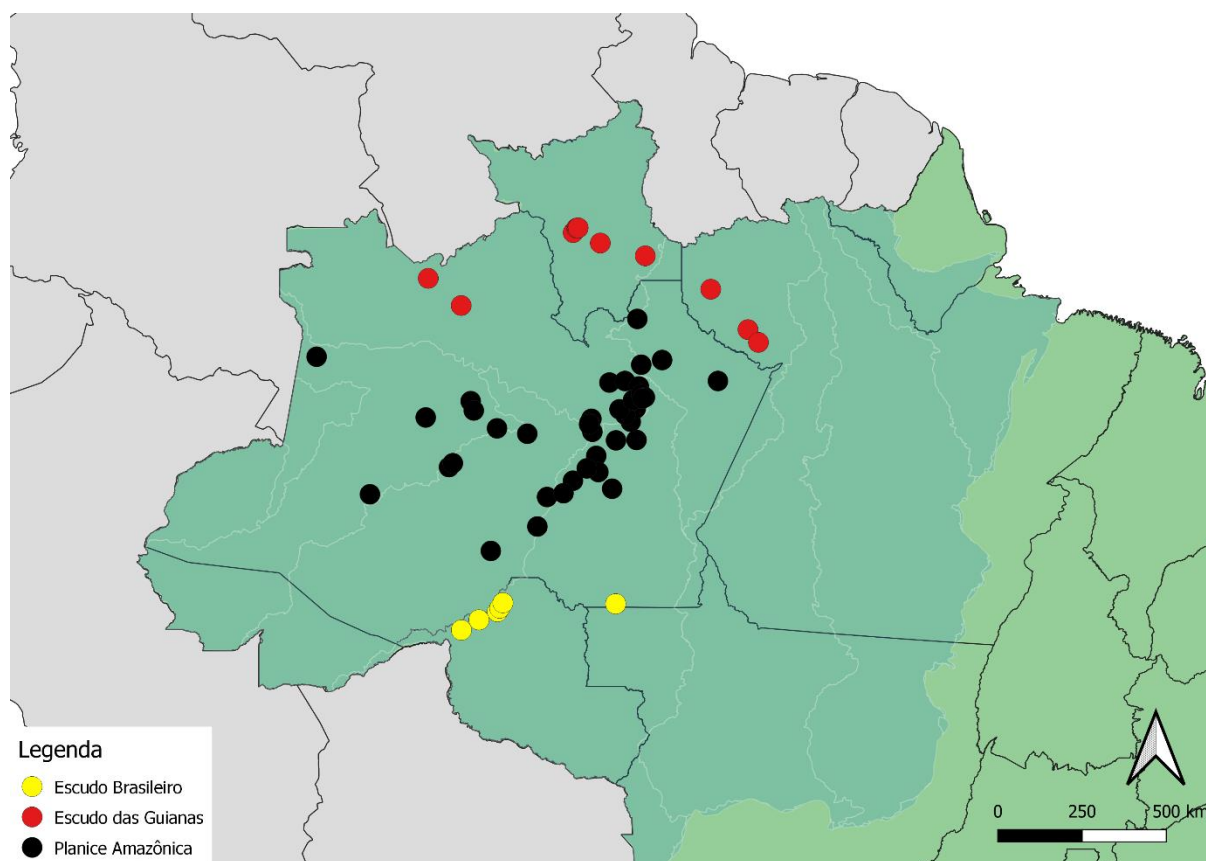 Legenda
Escudo Brasileiro
Escudo das Guianas
Planice Amazônica
0 250 500 km